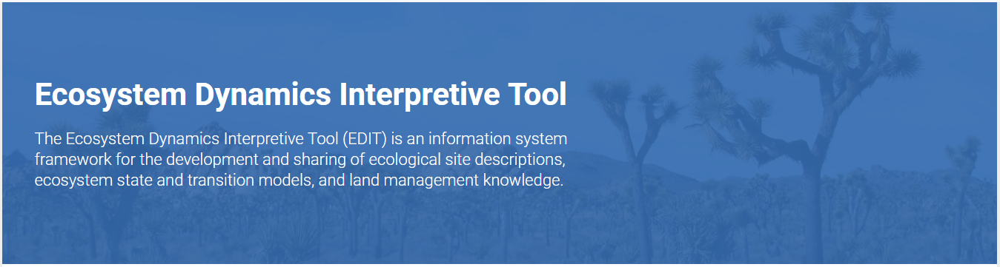 Ecosystem Dynamics Interpretive Tool
The Ecosystem Dynamics Interpretive Tool (EDIT) is an information system
framework for the development and sharing of ecological site descriptions,
ecosystem state and transition models, and land management knowledge.